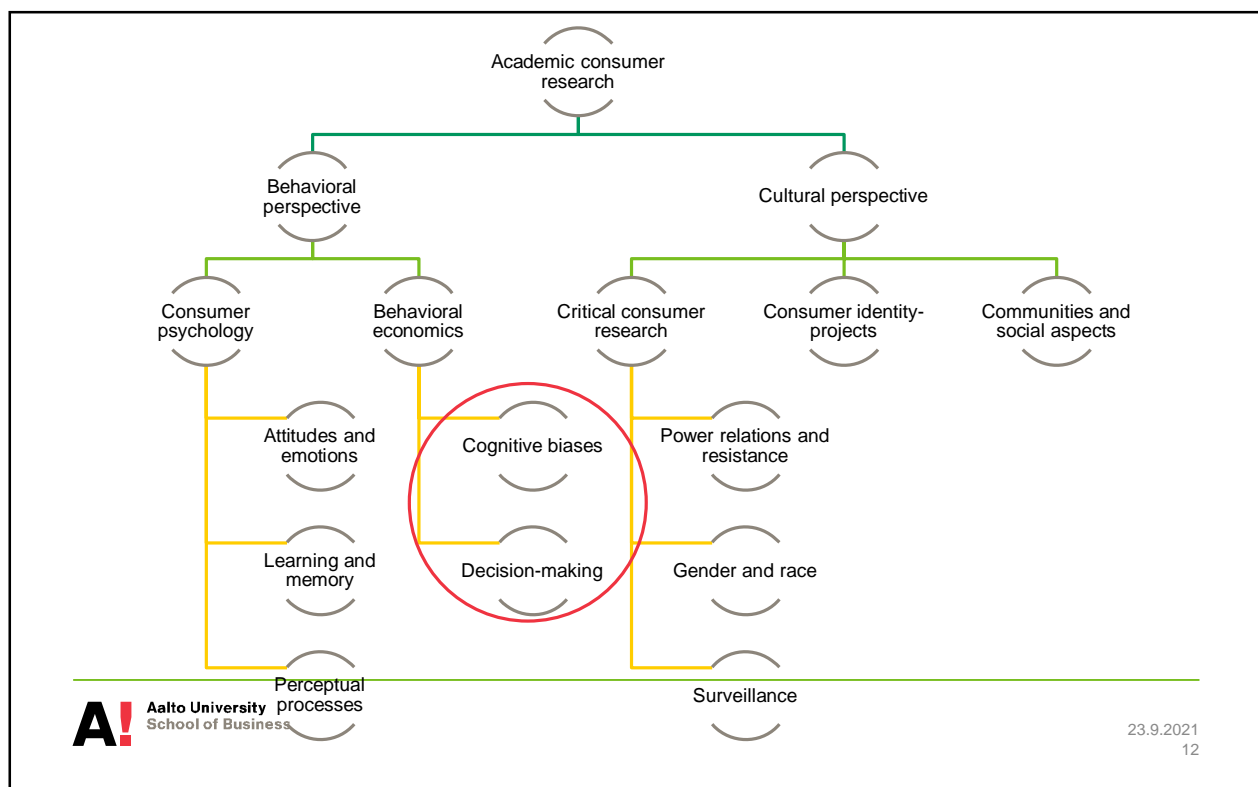 Academic consumer
research
Behavioral
perspective
Cultural perspective
Consumer
psychology
Behavioral
economics
Critical consumer
research
Consumer identity-
projects
Communities and
social aspects
Attitudes and
emotions
Cognitive biases
Power relations and
resistance
Learning and
memory
Decision-making
Gender and race
Perceptual
processes
Surveillance
A!
Aalto University
School of Business
23.9.2021
12